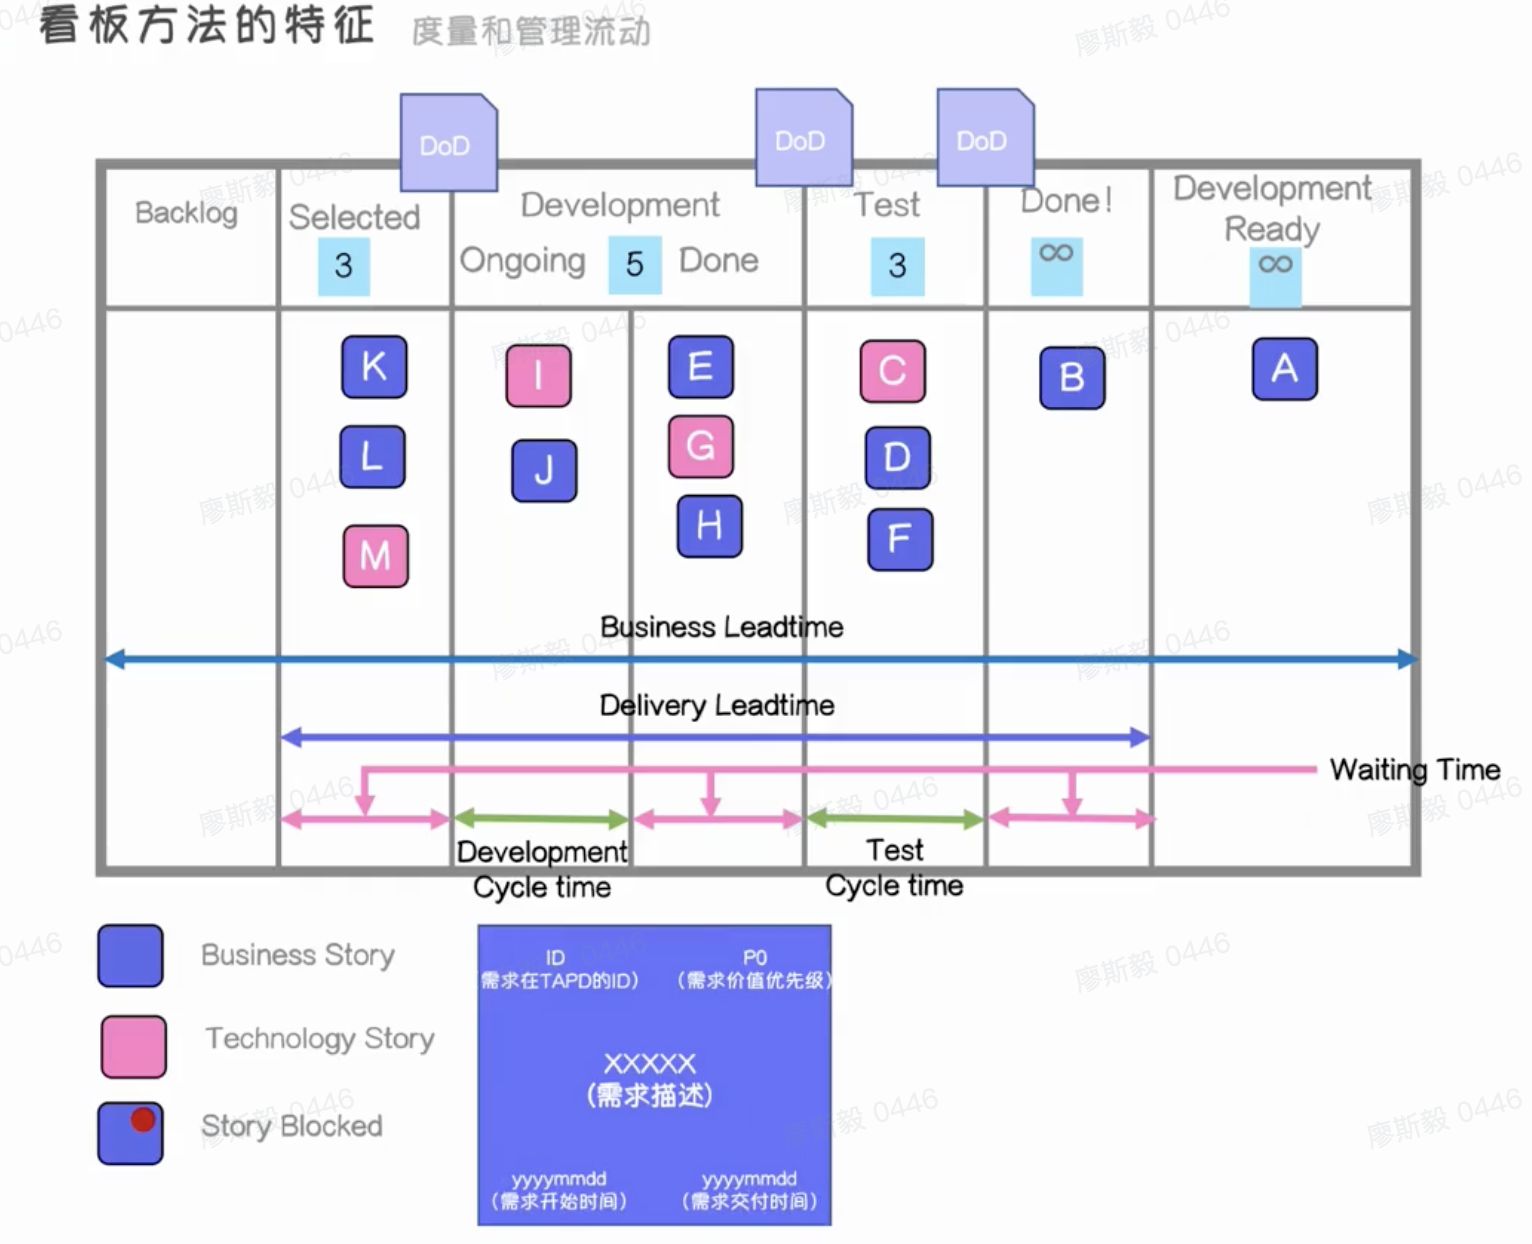 看板方法的特征 度量和管理流动
DoD DoD DoD
Backlog
Selected
3
Development
Ongoing 5 Done
Test
3
Done!
∞
Development
Ready
∞
K
L
M
I
J
E
G
H
C
D
F
B
A
Business Leadtime
Delivery Leadtime
Waiting Time
Development
Cycle time
Test
Cycle time
Business Story
Technology Story
Story Blocked
ID
需求在TAPD的ID)
P0
(需求价值优先级)
XXXXX
(需求描述)
yyyymmdd
(需求开始时间)
yyyymmdd
(需求交付时间)
廖斯毅 0446